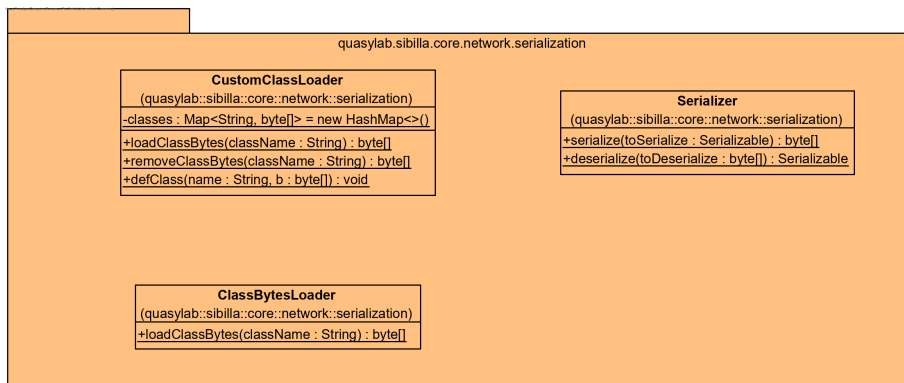 quasylab.sibilla.core.network.serialization
CustomClassLoader
(quasylab::sibilla::core::network::serialization)
-classes : Map<String, byte[]> = new HashMap<>()
+loadClassBytes(className : String) : byte[]
+removeClassBytes(className : String) : byte[]
+defClass(name : String, b : byte[]) : void
Serializer
(quasylab::sibilla::core::network::serialization)
+serialize(toSerialize : Serializable) : byte[]
+deserialize(toDeserialize : byte[]) : Serializable
ClassBytesLoader
(quasylab::sibilla::core::network::serialization)
+loadClassBytes(className : String) : byte[]